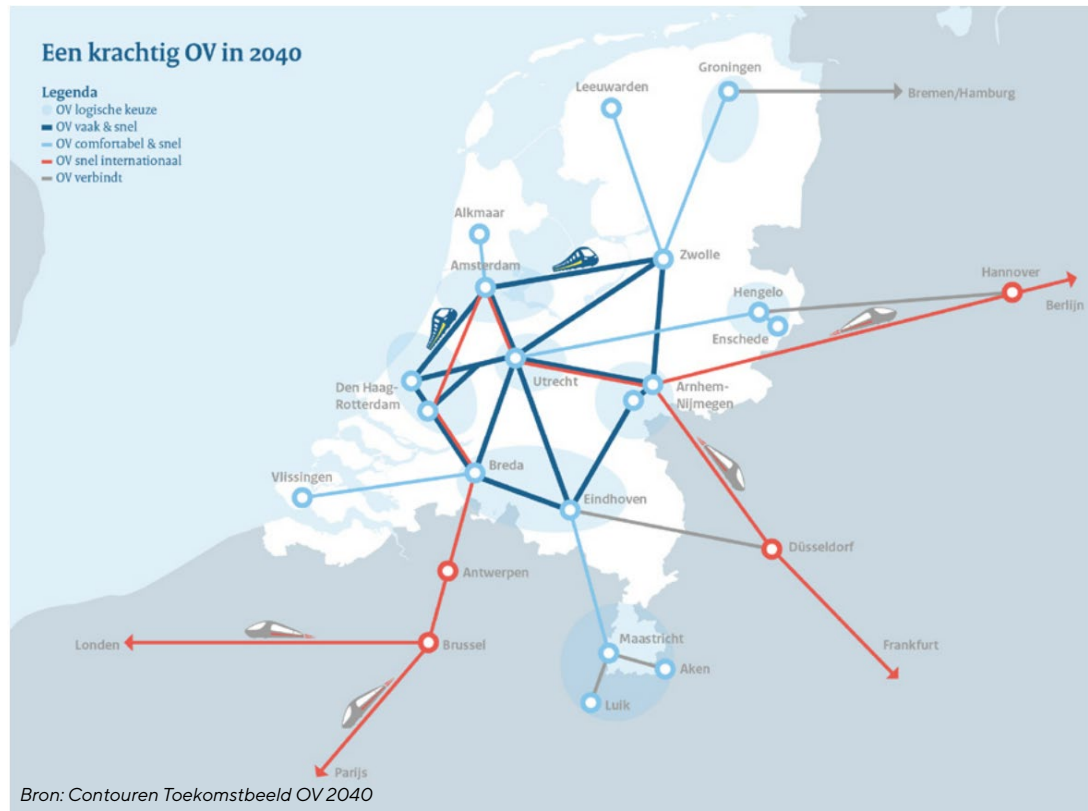 Een krachtig OV in 2040
Legenda
OV logische keuze
OV vaak & snel
OV comfortabel & snel
OV snel internationaal
OV verbindt
Groningen
Leeuwarden
Bremen/Hamburg
Alkmaar
Zwolle
Amsterdam
Hannover
Hengelo
Berlijn
Enschede
Den Haag-
Rotterdam
Utrecht
Arnhem-
Nijmegen
Breda
Vlissingen
Eindhoven
Düsseldorf
Antwerpen
Londen
Brussel
Maastricht
Frankfurt
Aken
Luik
Parijs
Bron: Contouren Toekomstbeeld OV 2040